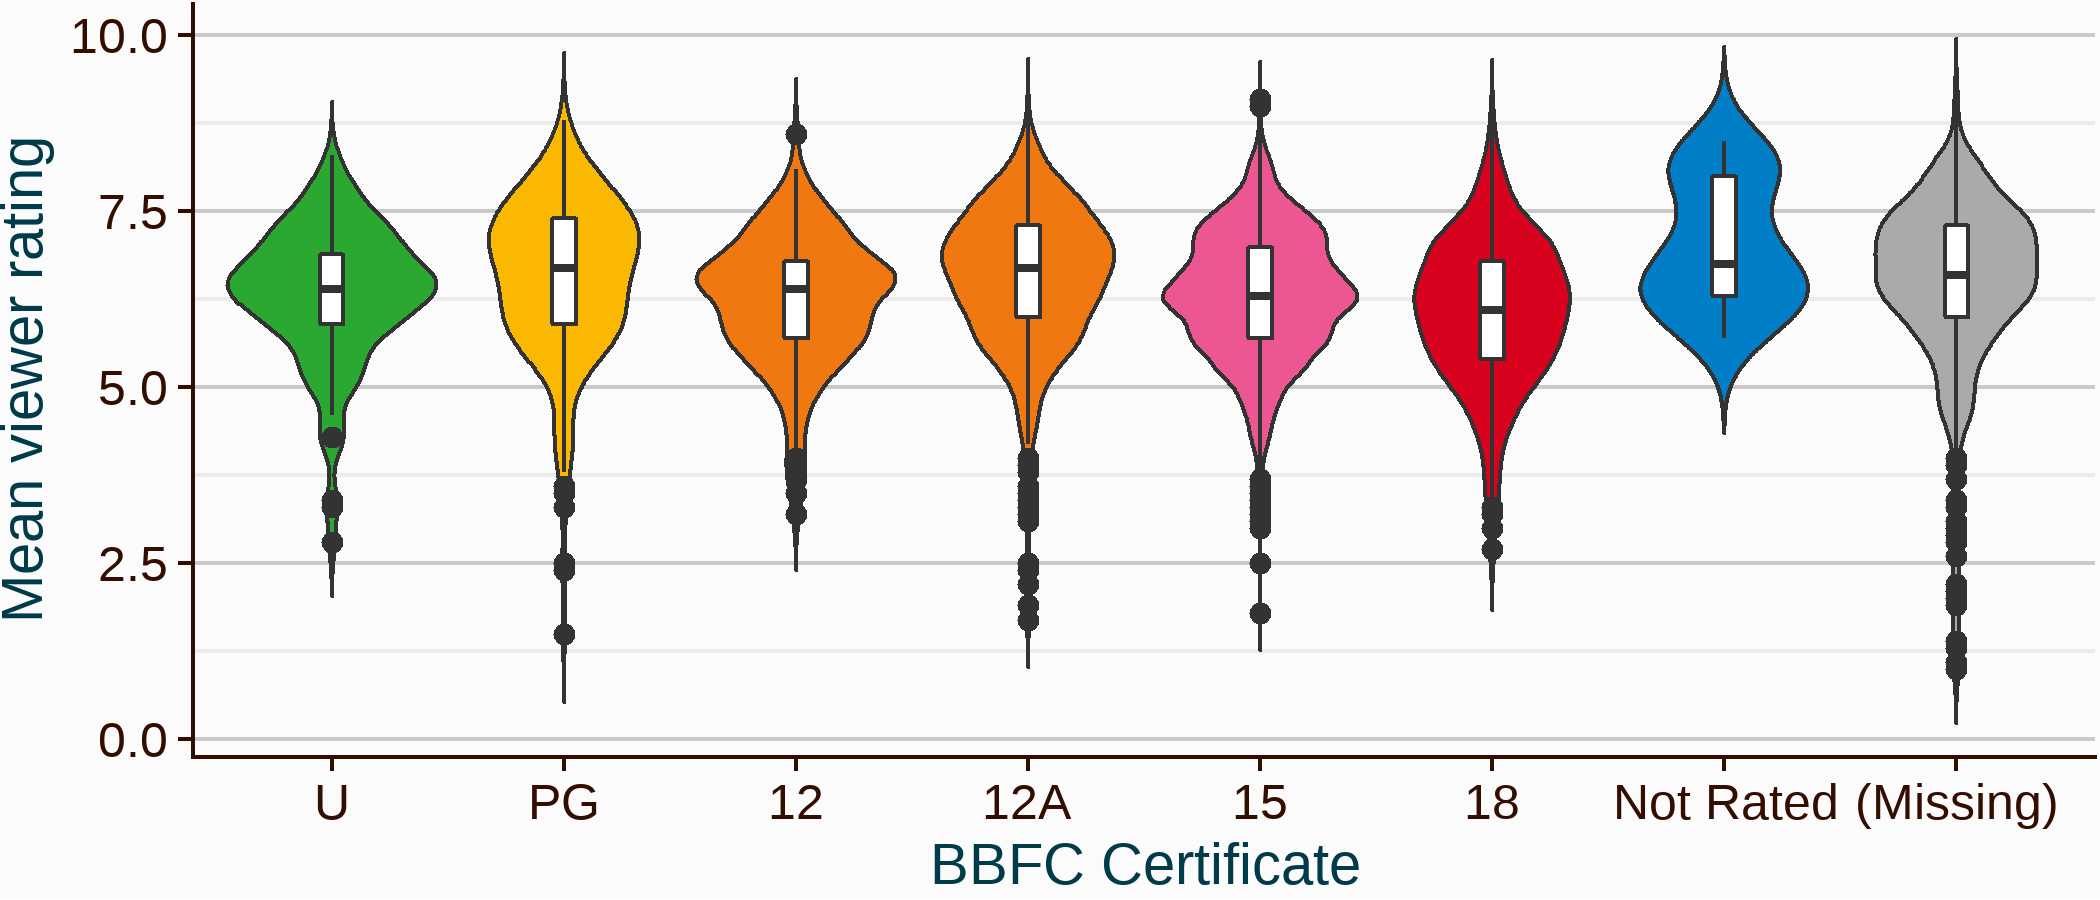 Mean viewer rating
10.0
7.5
5.0
2.5
0.0
U PG 12 12A 15 18 Not Rated (Missing)
BBFC Certificate